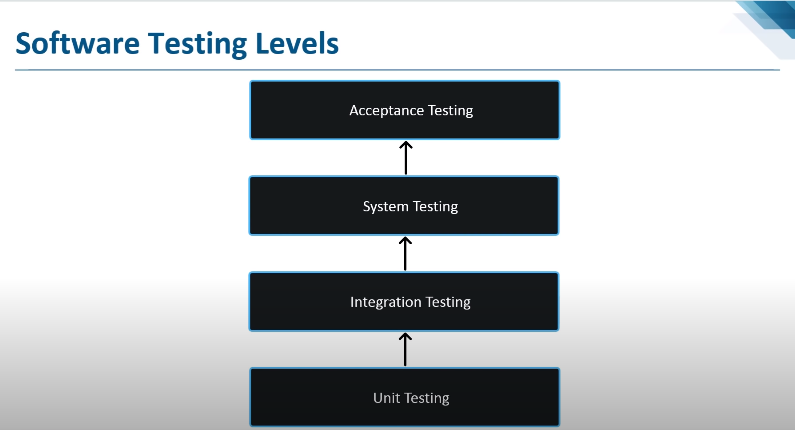 Software Testing Levels
Acceptance Testing
System Testing
Integration Testing
Unit Testing